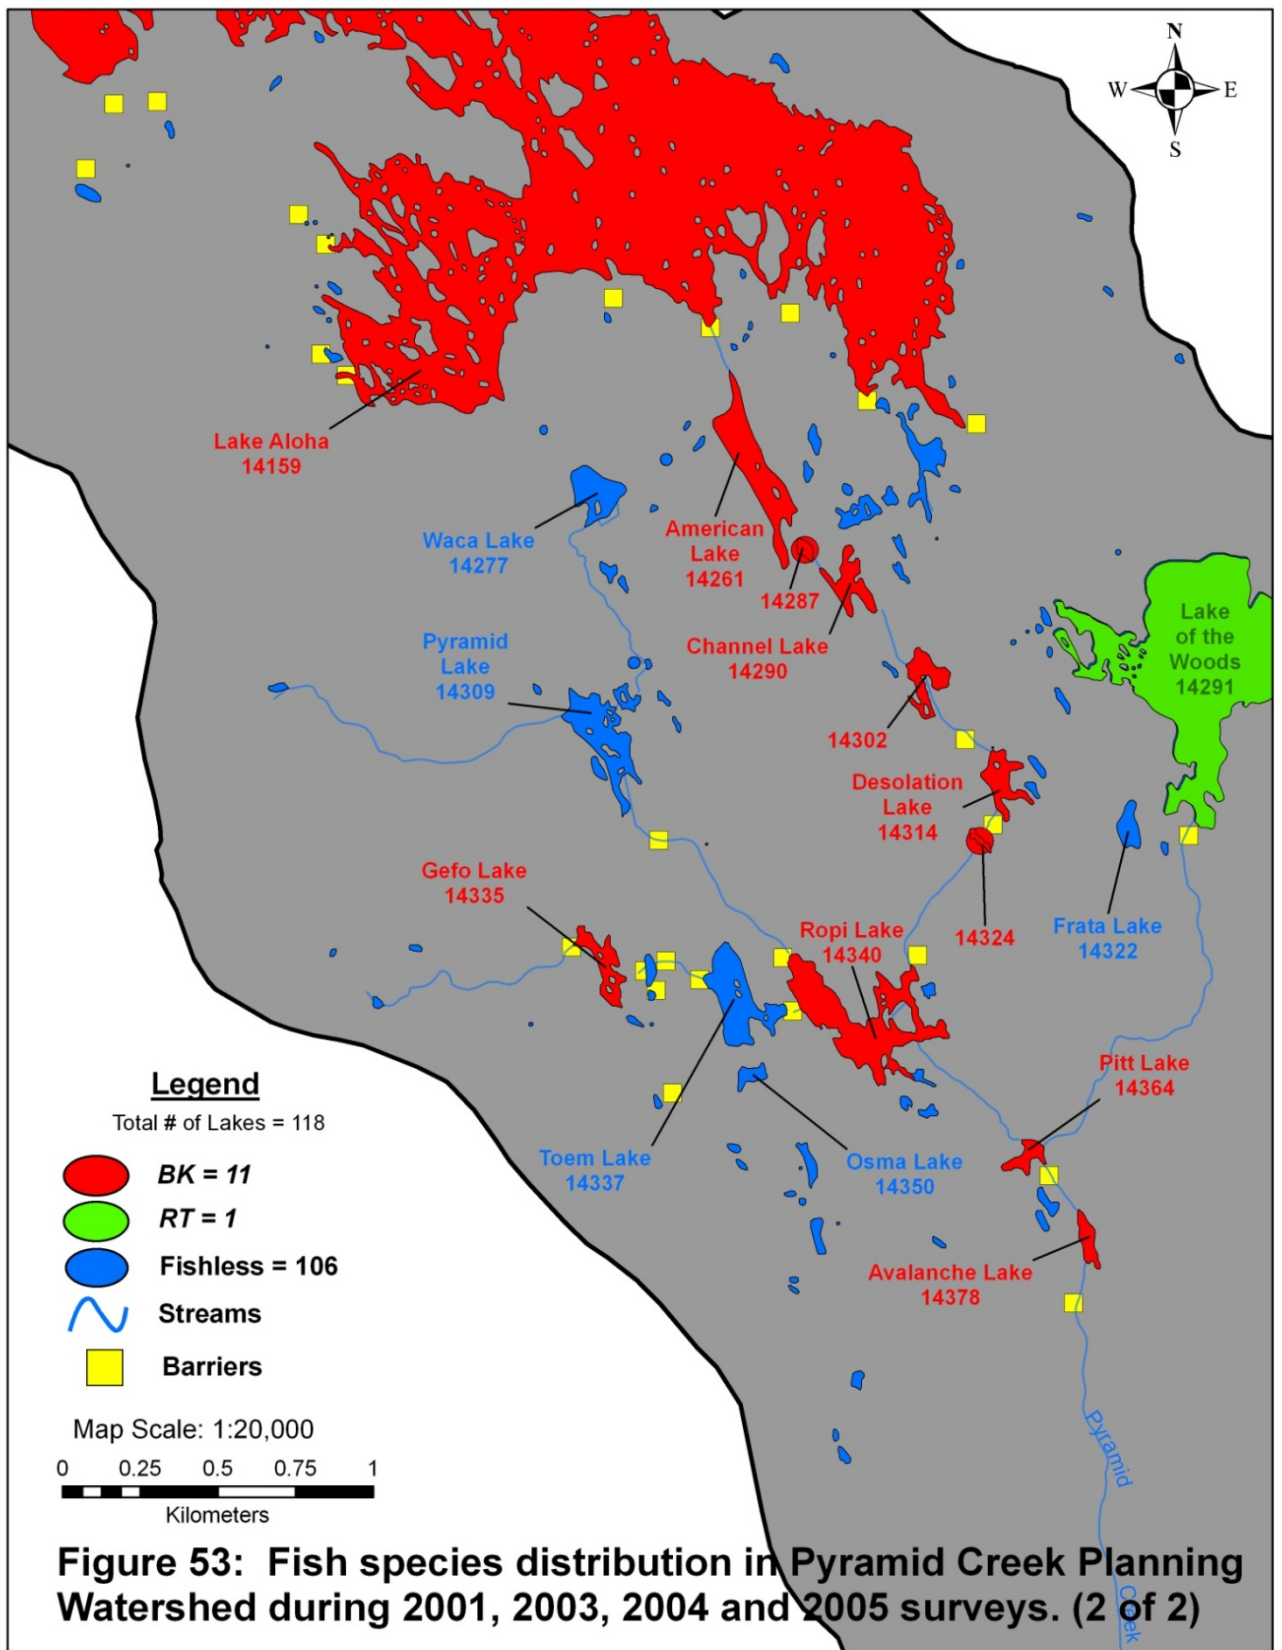 N
W
E
S
Lake Aloha
14159
Waca Lake
14277
American
Lake
14261
14287
Channel Lake
14290
Lake
of the
Woods
14291
Pyramid
Lake
14309
14302
Desolation
Lake
14314
Gefo Lake
14335
Ropi Lake
14340
14324
Frata Lake
14322
Pitt Lake
14364
Toem Lake
14337
Osma Lake
14350
Avalanche Lake
14378
Pyramid
Creek
Legend
Total # of Lakes = 118
BK = 11
RT = 1
Fishless = 106
Streams
Barriers
Map Scale: 1:20,000
0 0.25 0.5 0.75 1
Kilometers
Figure 53: Fish species distribution in Pyramid Creek Planning
Watershed during 2001, 2003, 2004 and 2005 surveys. (2 of 2)